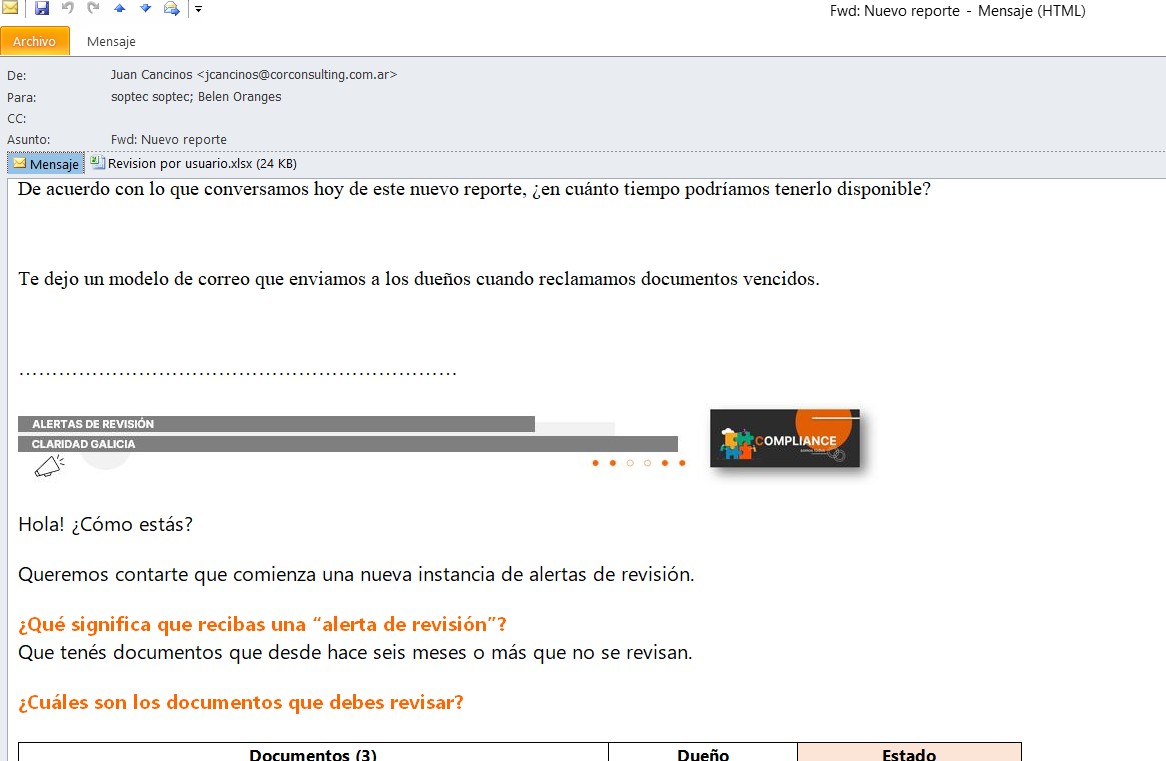 Fwd: Nuevo reporte - Mensaje (HTML)
Archivo Mensaje
De: Juan Cancinos <jcancinos@corconsulting.com.ar>
Para: soptec soptec; Belen Oranges
CC:
Asunto: Fwd: Nuevo reporte
Mensaje Revision por usuario.xlsx (24 KB)
De acuerdo con lo que conversamos hoy de este nuevo reporte, ¿en cuánto tiempo podríamos tenerlo disponible?
Te dejo un modelo de correo que enviamos a los dueños cuando reclamamos documentos vencidos.
…………………………………………………………
ALERTAS DE REVISIÓN
CLARIDAD GALICIA
COMPLIANCE
Hola! ¿Cómo estás?
Queremos contarte que comienza una nueva instancia de alertas de revisión.
¿Qué significa que recibas una “alerta de revisión”?
Que tenés documentos que desde hace seis meses o más que no se revisan.
¿Cuáles son los documentos que debes revisar?
Documentos (3) Dueño Estado